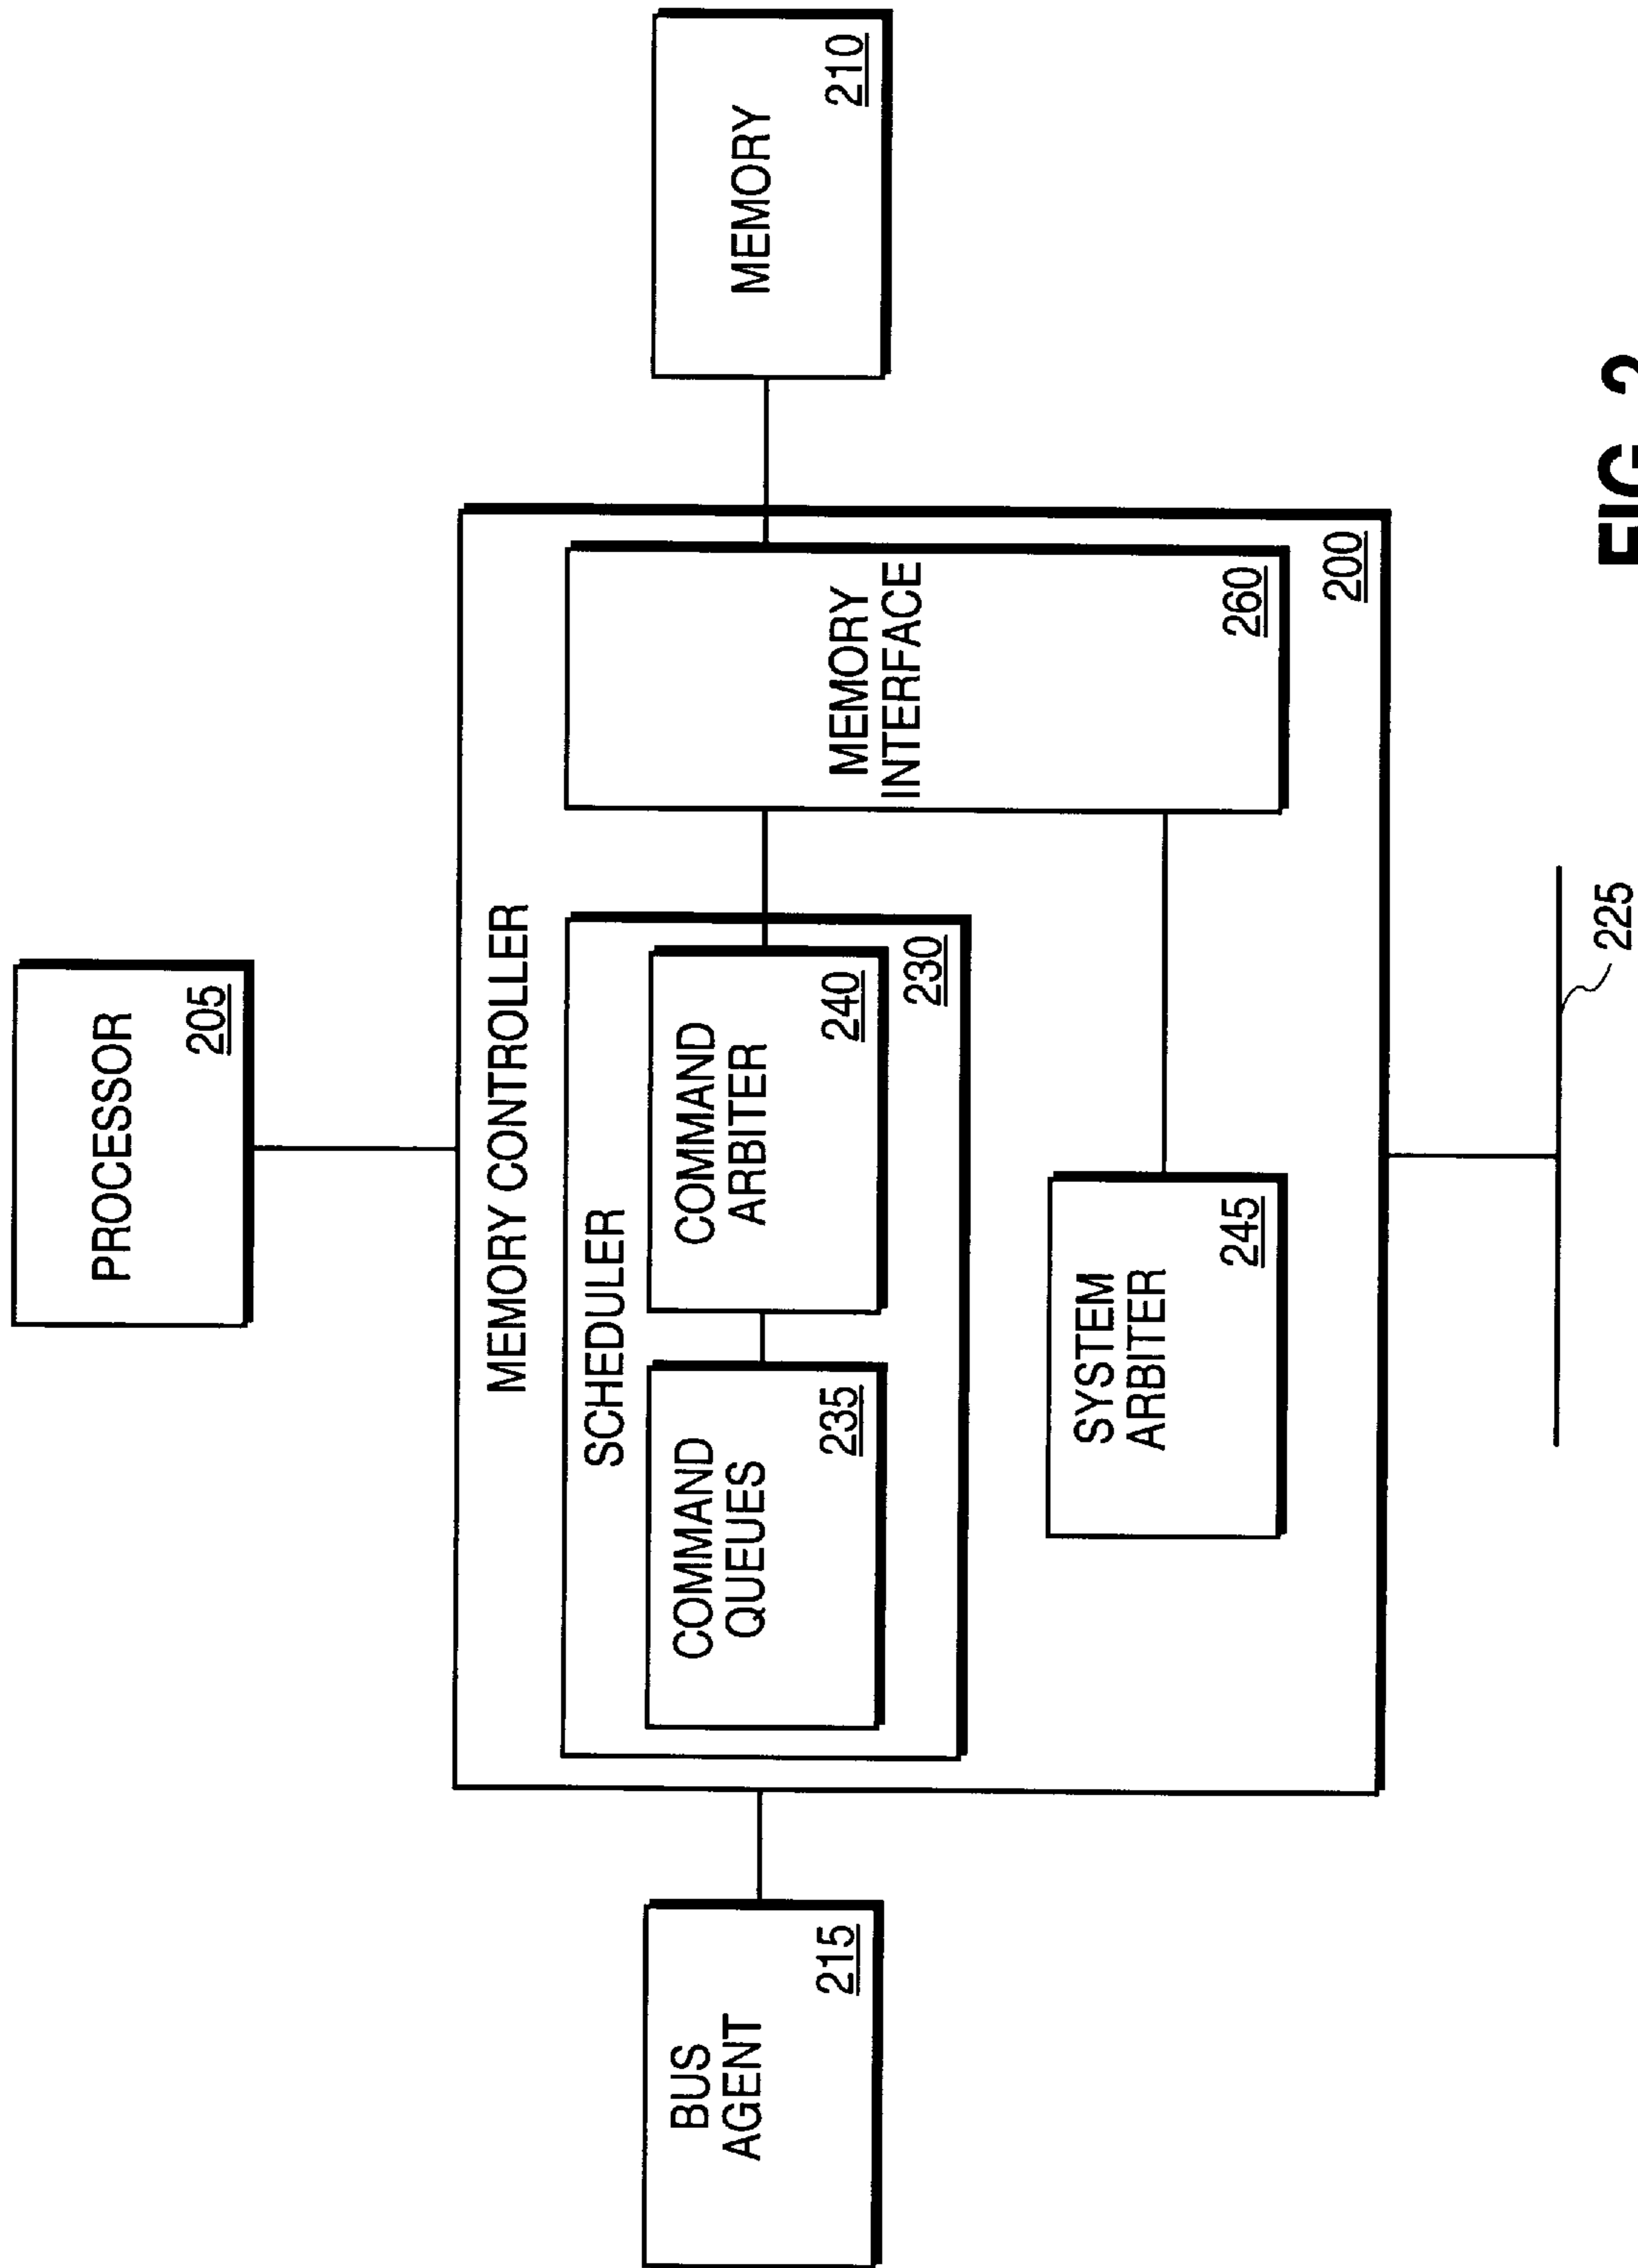 PROCESSOR
205
MEMORY CONTROLLER
SCHEDULER
BUS
AGENT
215
COMMAND
QUEUES
235
COMMAND
ARBITER
240
230
MEMORY
INTERFACE
260
MEMORY
210
SYSTEM
ARBITER
245
200
225
FIG. 2